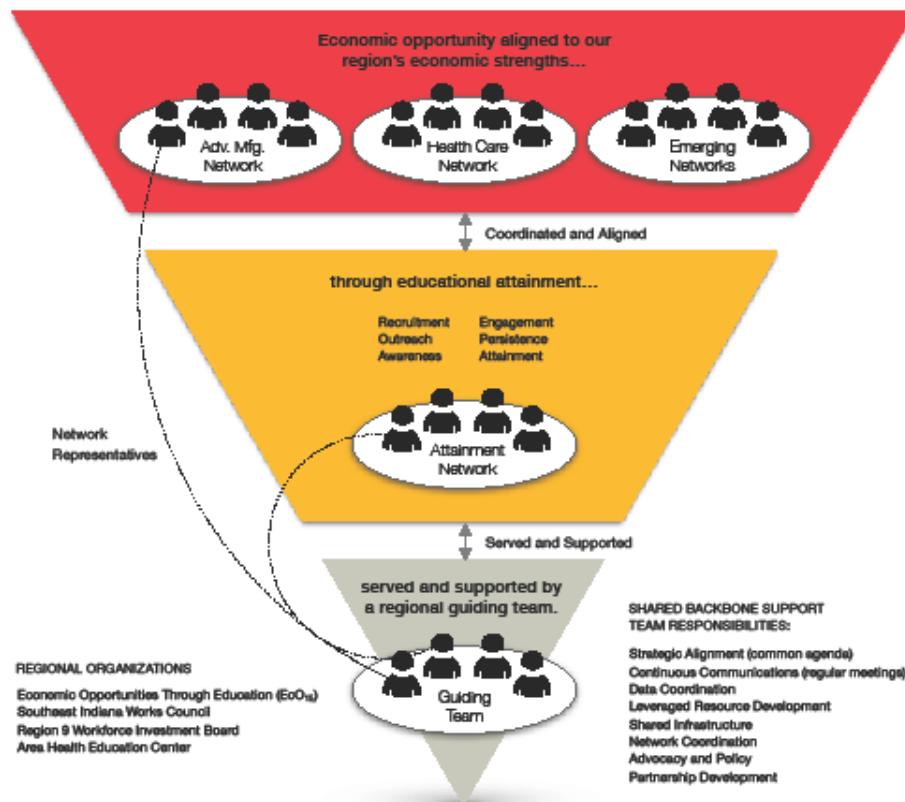 Economic opportunity aligned to our
region's economic strengths...
Adv. Mfg.
Network
Health Care
Network
Emerging
Networks
Coordinated and Aligned
through educational attainment...
Recruitment
Outreach
Awareness
Engagement
Persistence
Attainment
Attainment
Network
Network
Representatives
Served and Supported
served and supported by
a regional guiding team.
Guiding
Team
REGIONAL ORGANIZATIONS
Economic Opportunities Through Education (EcO₁₅)
Southeast Indiana Works Council
Region 9 Workforce Investment Board
Area Health Education Center
SHARED BACKBONE SUPPORT
TEAM RESPONSIBILITIES:
Strategic Alignment (common agenda)
Continuous Communications (regular meetings)
Data Coordination
Leveraged Resource Development
Shared Infrastructure
Network Coordination
Advocacy and Policy
Partnership Development